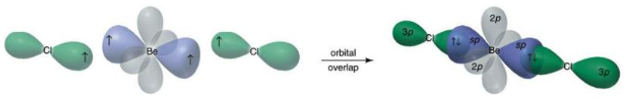 Cl ↑
↑ Be ↑
↑ Cl
orbital
overlap
3p Cl ↑↓ sp Be sp ↑↓ Cl 3p
2p
2p